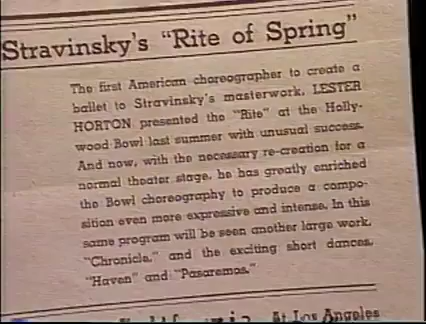 Stravinsky's "Rite of Spring"
The first American choreographer to create a
ballet to Stravinsky's masterwork, LESTER
HORTON presented the "Rite" at the Holly-
wood Bowl last summer with unusual success.
And now, with the necessary re-creation for a
normal theater stage, he has greatly enriched
the Bowl choreography to produce a compo-
sition even more expressive and intense. In this
same program will be seen another large work,
"Chronicle," and the exciting short dances,
"Haven" and "Pasaremos."
At Los Angeles